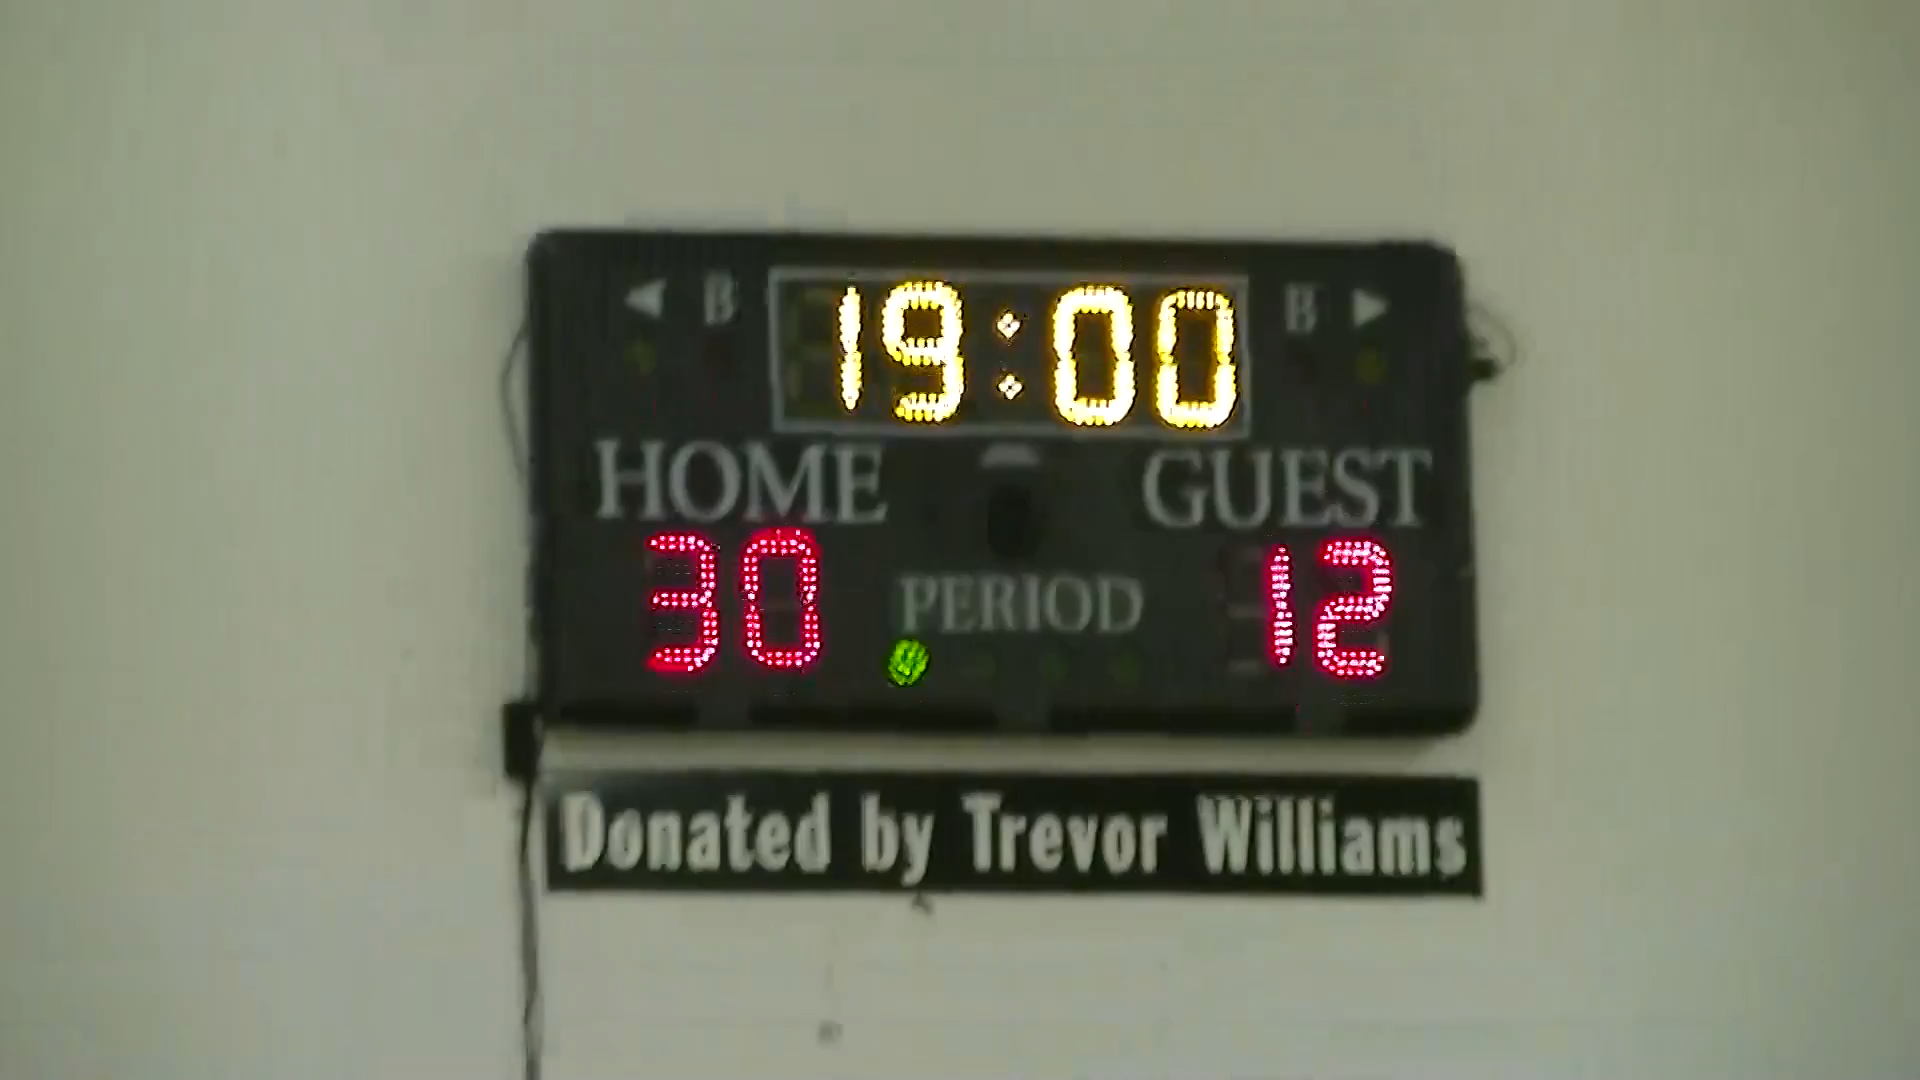 B 19:00 B
HOME GUEST
30 12
PERIOD
Donated by Trevor Williams